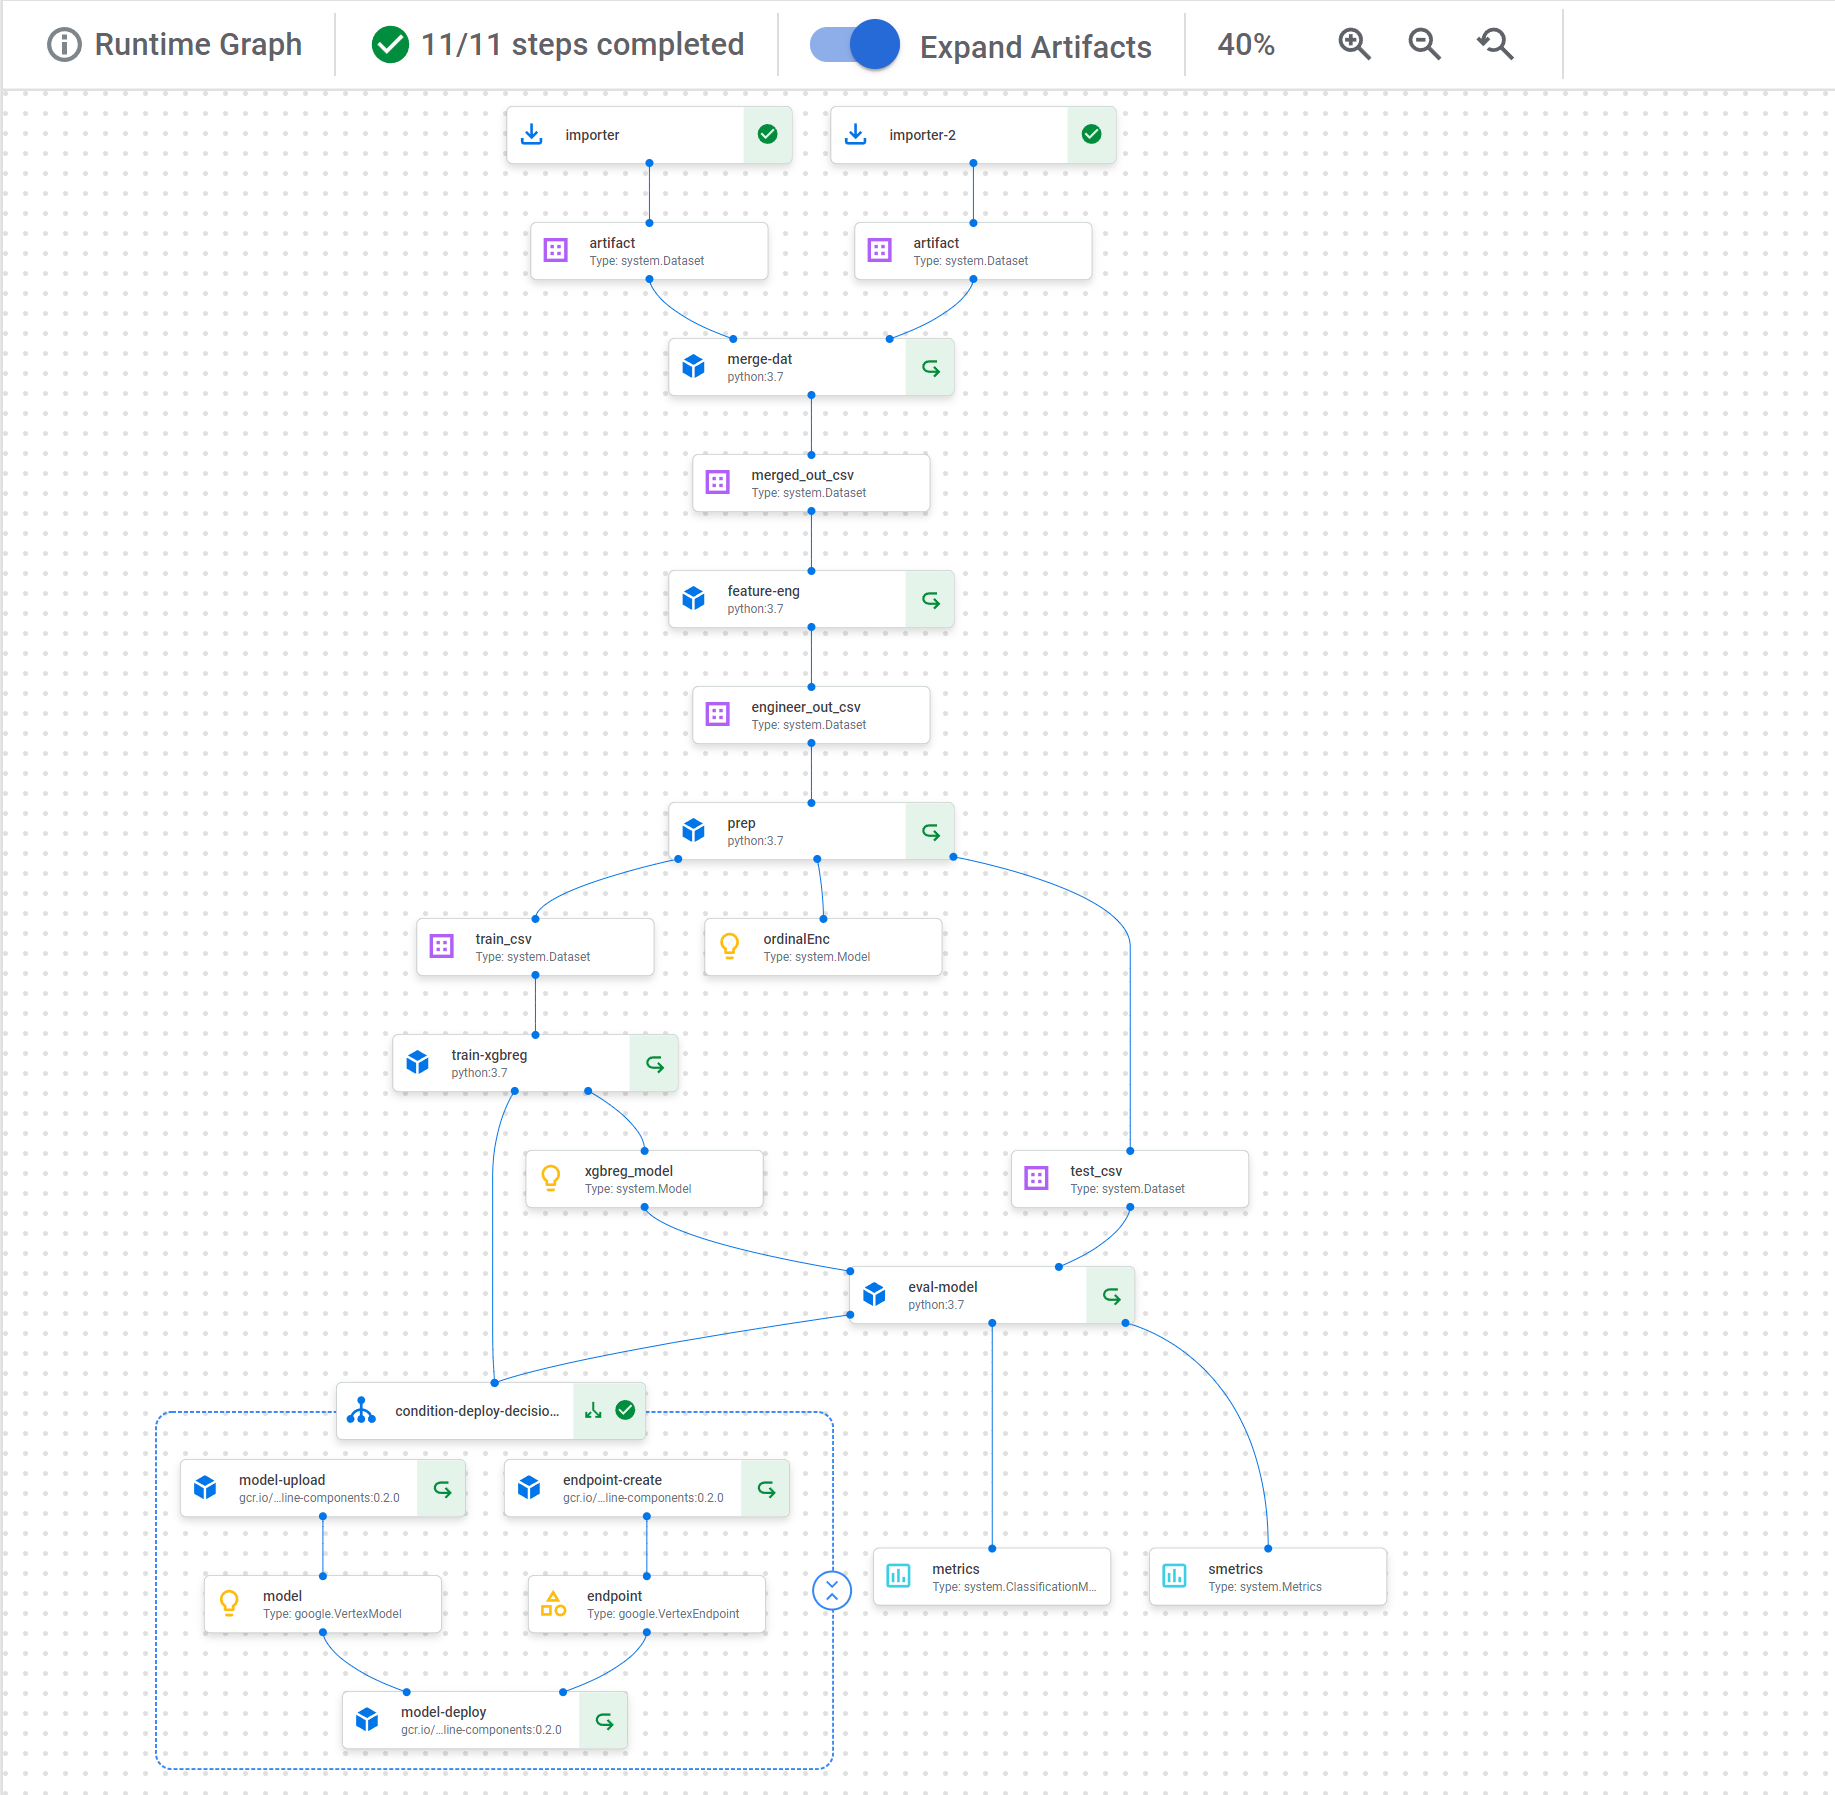 Runtime Graph
11/11 steps completed
Expand Artifacts
40%
importer
importer-2
artifact
Type: system.Dataset
artifact
Type: system.Dataset
merge-dat
python:3.7
merged_out_csv
Type: system.Dataset
feature-eng
python:3.7
engineer_out_csv
Type: system.Dataset
prep
python:3.7
train_csv
Type: system.Dataset
ordinalEnc
Type: system.Model
train-xgbreg
python:3.7
xgbreg_model
Type: system.Model
test_csv
Type: system.Dataset
eval-model
python:3.7
condition-deploy-decisio...
model-upload
gcr.io/...line-components:0.2.0
endpoint-create
gcr.io/...line-components:0.2.0
model
Type: google.VertexModel
endpoint
Type: google.VertexEndpoint
metrics
Type: system.ClassificationM...
smetrics
Type: system.Metrics
model-deploy
gcr.io/...line-components:0.2.0